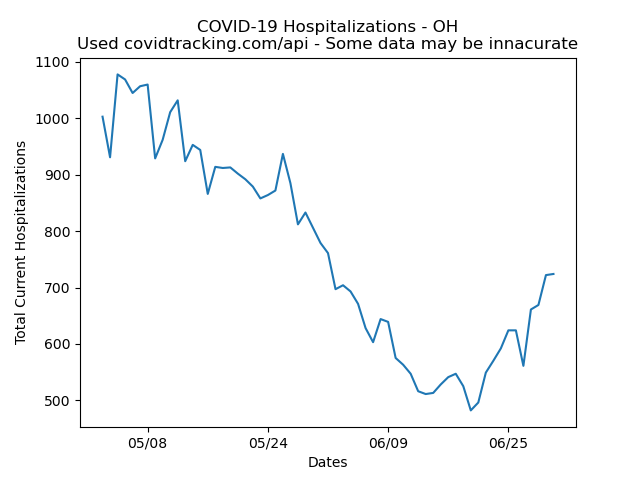 COVID-19 Hospitalizations - OH
Used covidtracking.com/api - Some data may be innacurate
1100
1000
900
800
700
600
500
Total Current Hospitalizations
05/08
05/24
06/09
06/25
Dates